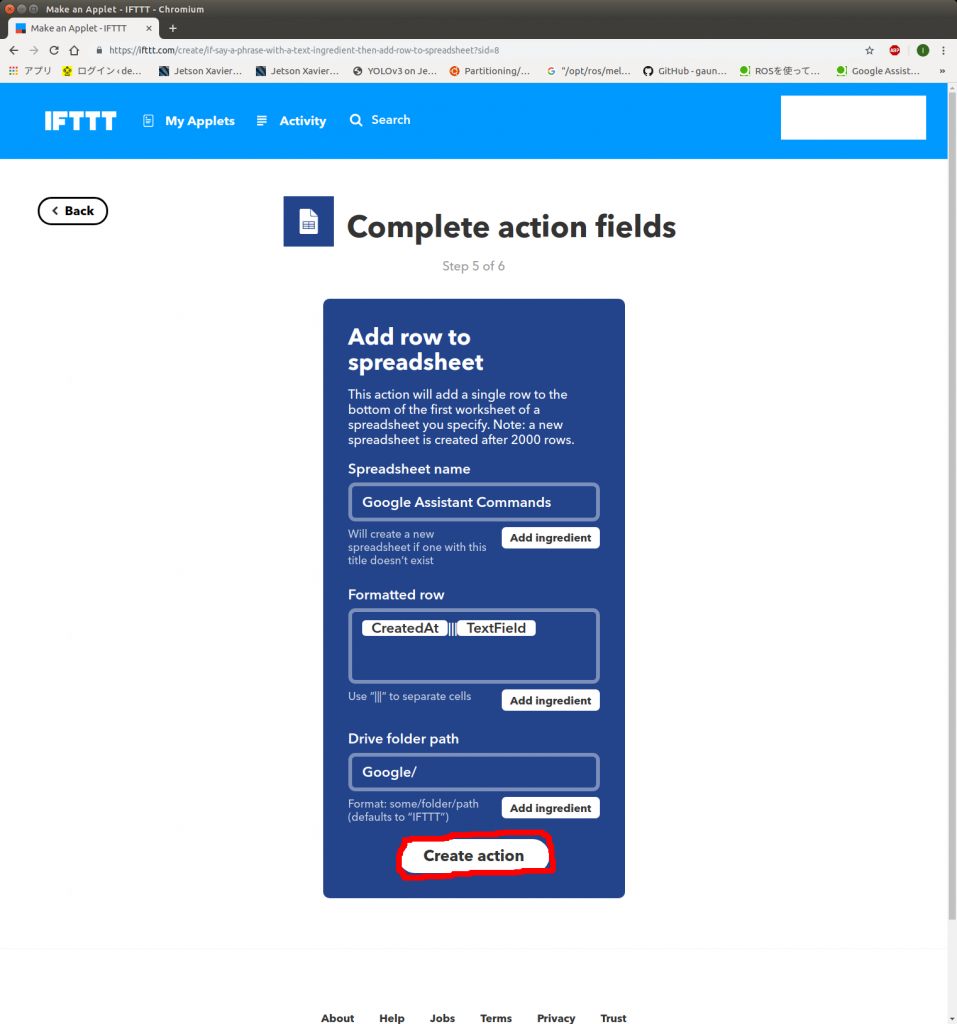 Make an Applet - IFTTT - Chromium
Make an Applet - IFTTT
https://ifttt.com/create/if-say-a-phrase-with-a-text-ingredient-then-add-row-to-spreadsheet?sid=8
ABP
I
アプリ ログイン ‹ de… Jetson Xavier… Jetson Xavier… YOLOv3 on Je… Partitioning/… "/opt/ros/mel… GitHub - gaun… ROSを使って… Google Assist… »
IFTTT My Applets Activity Search
Back
Complete action fields
Step 5 of 6
Add row to
spreadsheet
This action will add a single row to the
bottom of the first worksheet of a
spreadsheet you specify. Note: a new
spreadsheet is created after 2000 rows.
Spreadsheet name
Google Assistant Commands
Will create a new
spreadsheet if one with this
title doesn't exist
Add ingredient
Formatted row
CreatedAt ||| TextField
Use "|||" to separate cells
Add ingredient
Drive folder path
Google/
Format: some/folder/path
(defaults to "IFTTT")
Add ingredient
Create action
About Help Jobs Terms Privacy Trust